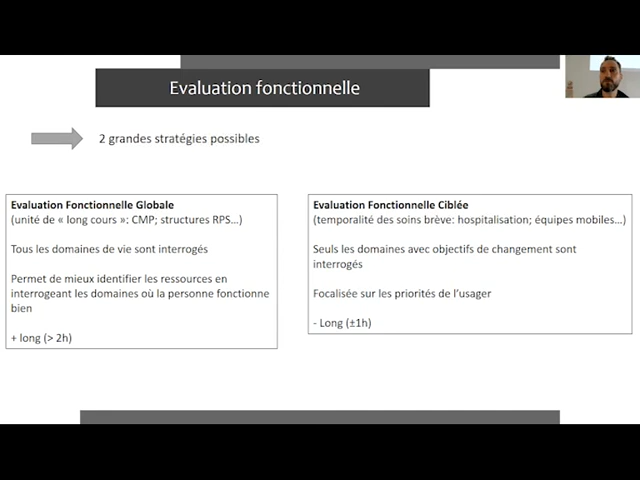 Evaluation fonctionnelle
2 grandes stratégies possibles
Evaluation Fonctionnelle Globale
(unité de « long cours »: CMP; structures RPS...)
Tous les domaines de vie sont interrogés
Permet de mieux identifier les ressources en
interrogeant les domaines où la personne fonctionne
bien
+ long (> 2h)
Evaluation Fonctionnelle Ciblée
(temporalité des soins brève: hospitalisation; équipes mobiles...)
Seuls les domaines avec objectifs de changement sont
interrogés
Focalisée sur les priorités de l'usager
- Long (±1h)